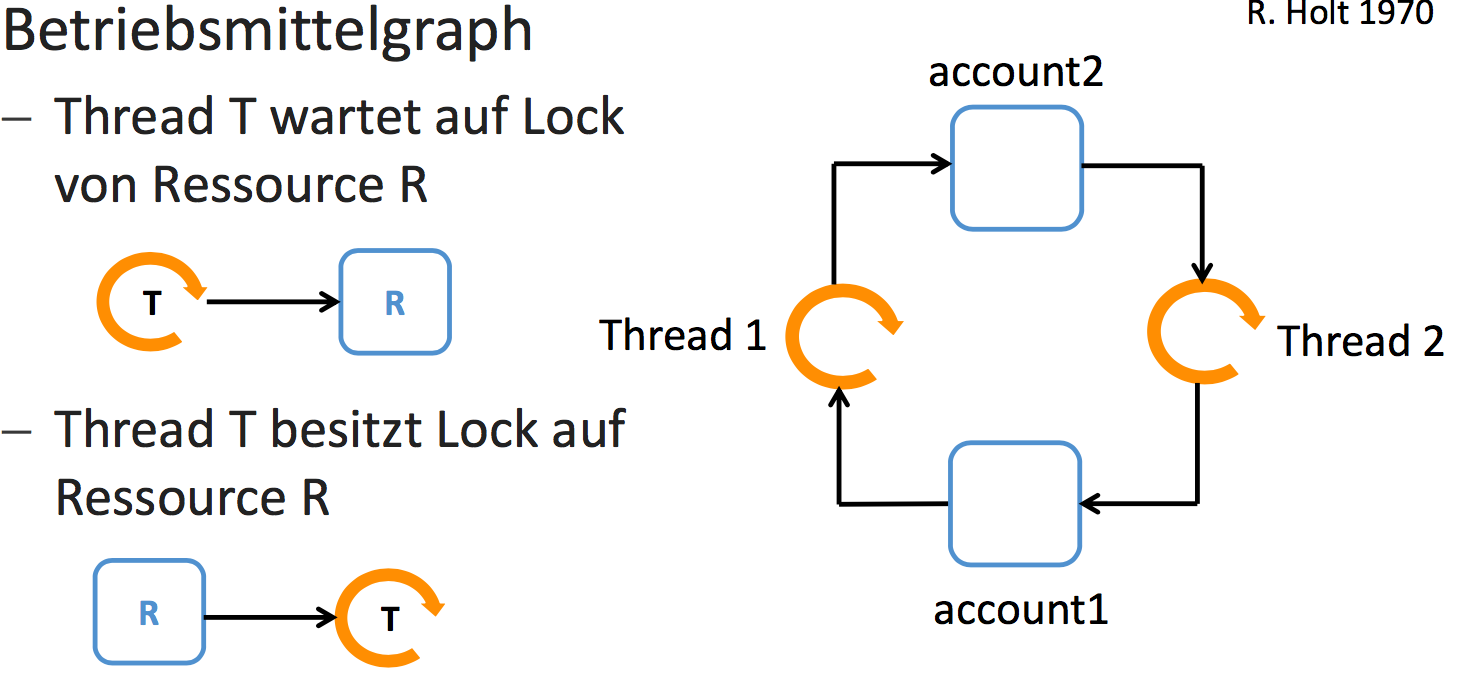 Betriebsmittelgraph
R. Holt 1970
– Thread T wartet auf Lock
von Ressource R
T
R
– Thread T besitzt Lock auf
Ressource R
R
T
account2
Thread 1
Thread 2
account1